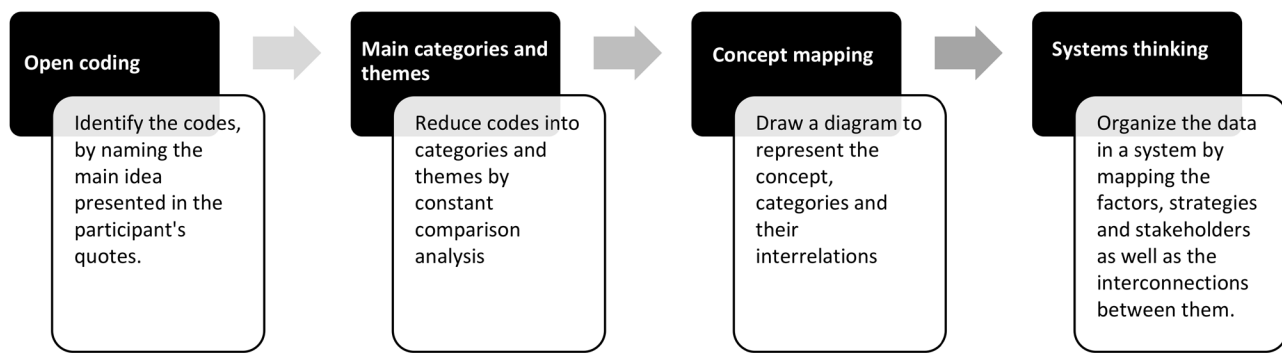 Open coding
Identify the codes,
by naming the
main idea
presented in the
participant's
quotes.
Main categories and
themes
Reduce codes into
categories and
themes by
constant
comparison
analysis
Concept mapping
Draw a diagram to
represent the
concept,
categories and
their
interrelations
Systems thinking
Organize the data
in a system by
mapping the
factors, strategies
and stakeholders
as well as the
interconnections
between them.